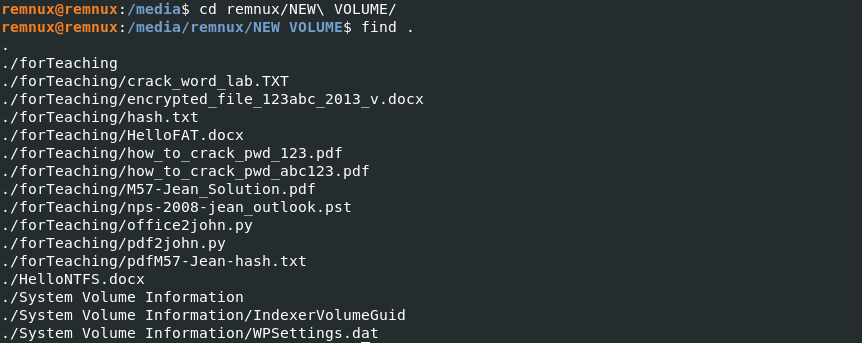 remnux@remnux:/media$ cd remnux/NEW\ VOLUME/
remnux@remnux:/media/remnux/NEW VOLUME$ find .
.
./forTeaching
./forTeaching/crack_word_lab.TXT
./forTeaching/encrypted_file_123abc_2013_v.docx
./forTeaching/hash.txt
./forTeaching/HelloFAT.docx
./forTeaching/how_to_crack_pwd_123.pdf
./forTeaching/how_to_crack_pwd_abc123.pdf
./forTeaching/M57-Jean_Solution.pdf
./forTeaching/nps-2008-jean_outlook.pst
./forTeaching/office2john.py
./forTeaching/pdf2john.py
./forTeaching/pdfM57-Jean-hash.txt
./HelloNTFS.docx
./System Volume Information
./System Volume Information/IndexerVolumeGuid
./System Volume Information/WPSettings.dat